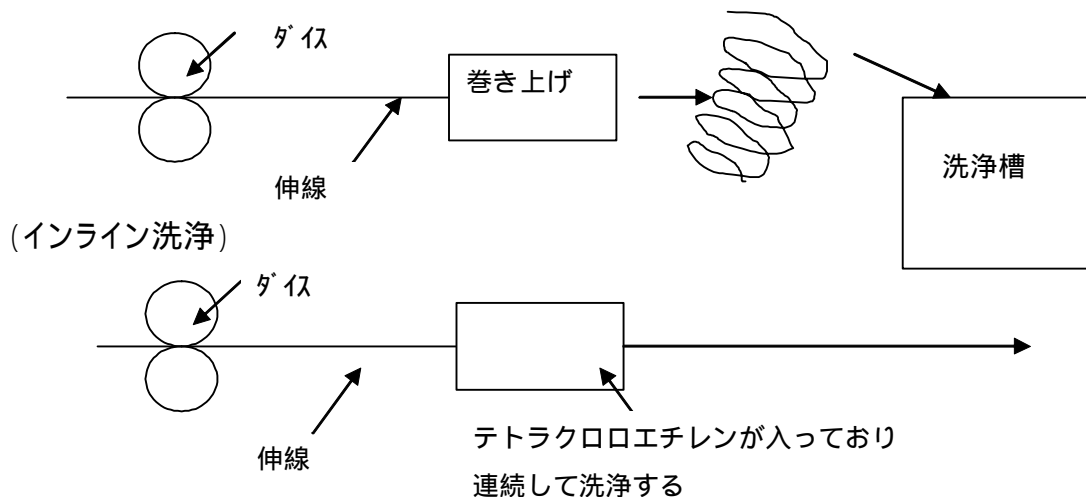 ダイス
巻き上げ
伸線
洗浄槽
(インライン洗浄)
ダイス
伸線
テトラクロロエチレンが入っており
連続して洗浄する